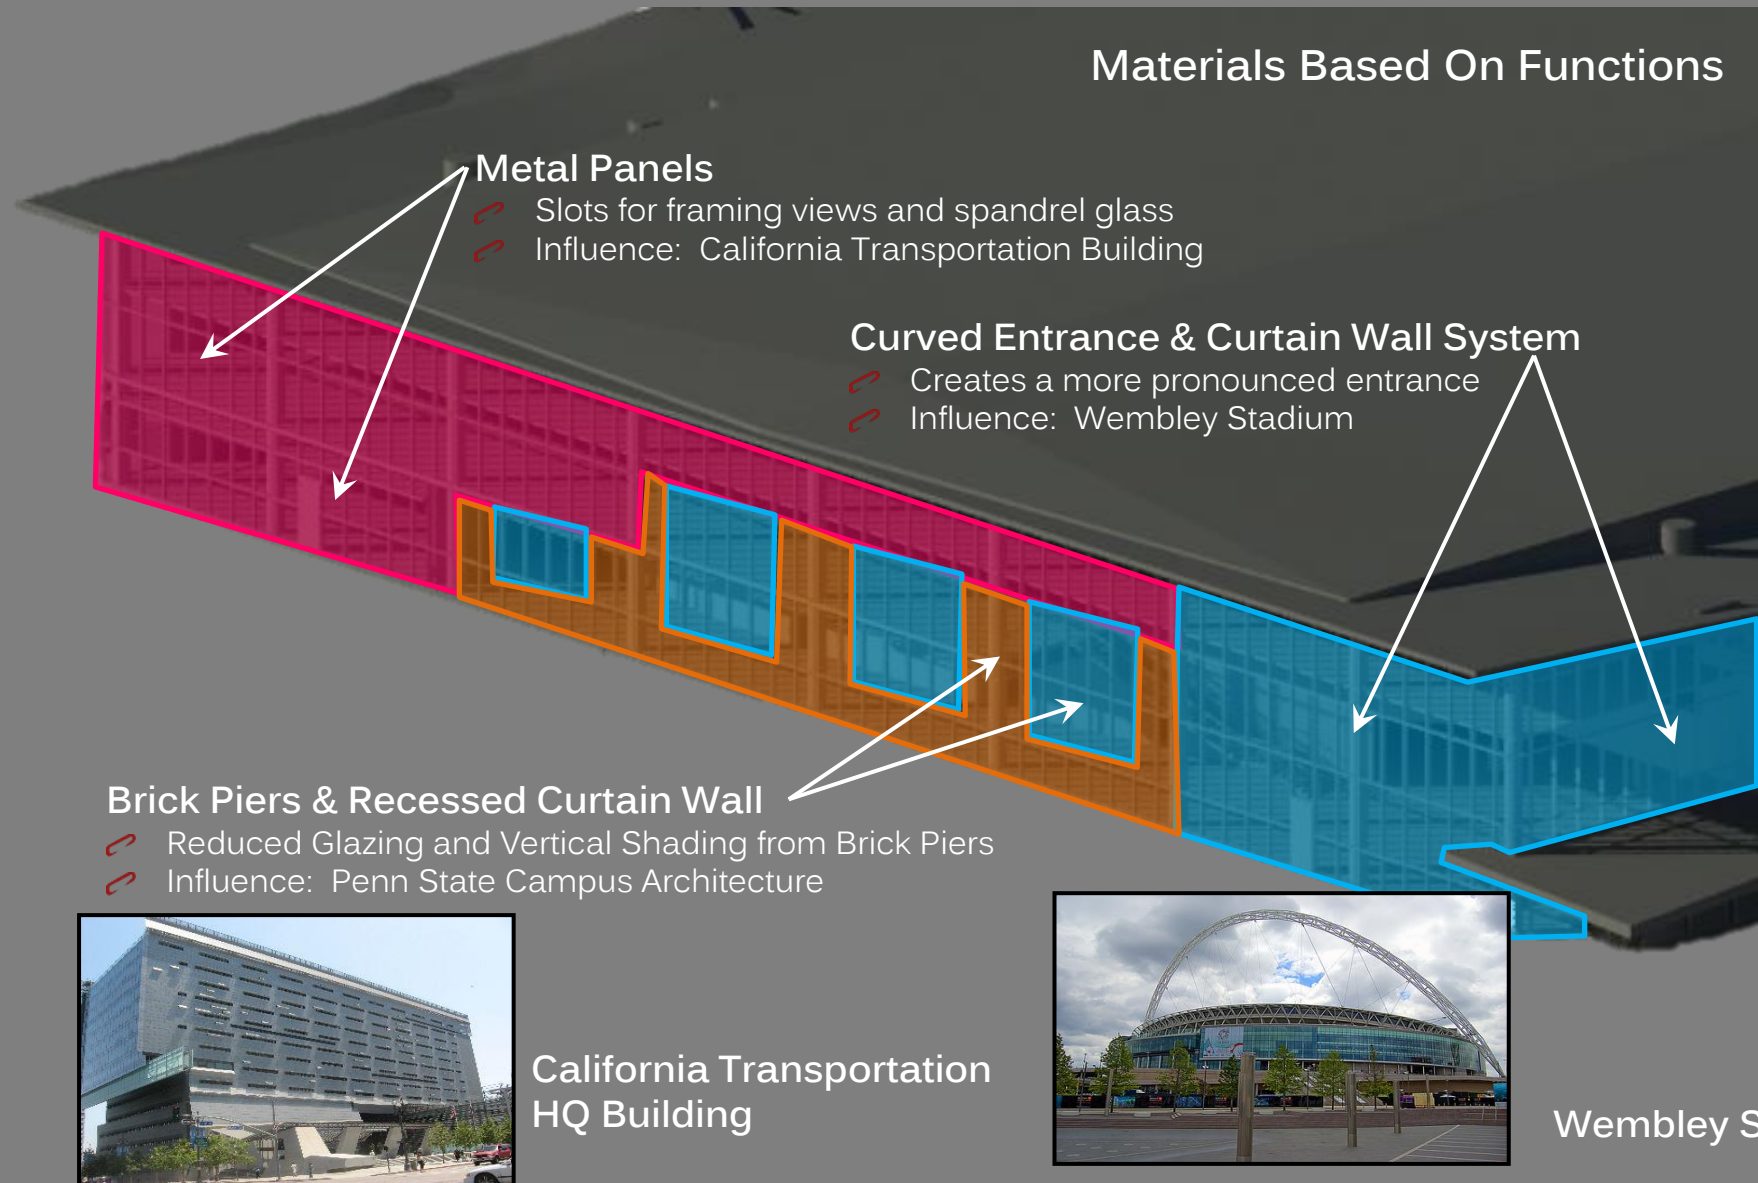 Materials Based On Functions
Metal Panels
Slots for framing views and spandrel glass
Influence: California Transportation Building
Curved Entrance & Curtain Wall System
Creates a more pronounced entrance
Influence: Wembley Stadium
Brick Piers & Recessed Curtain Wall
Reduced Glazing and Vertical Shading from Brick Piers
Influence: Penn State Campus Architecture
California Transportation
HQ Building
Wembley S